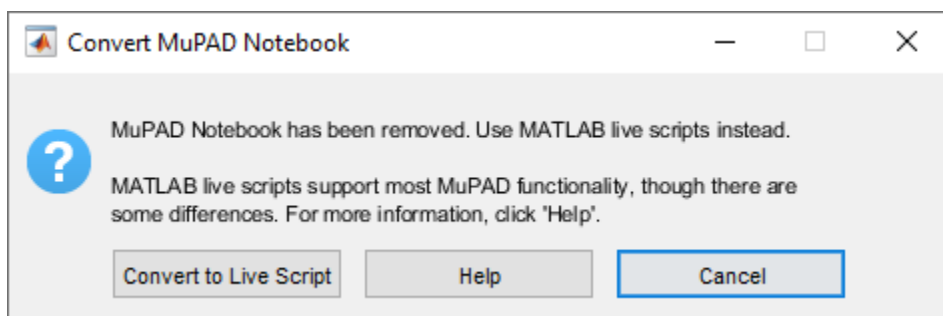 Convert MuPAD Notebook
MuPAD Notebook has been removed. Use MATLAB live scripts instead.
MATLAB live scripts support most MuPAD functionality, though there are
some differences. For more information, click 'Help'.
Convert to Live Script
Help
Cancel